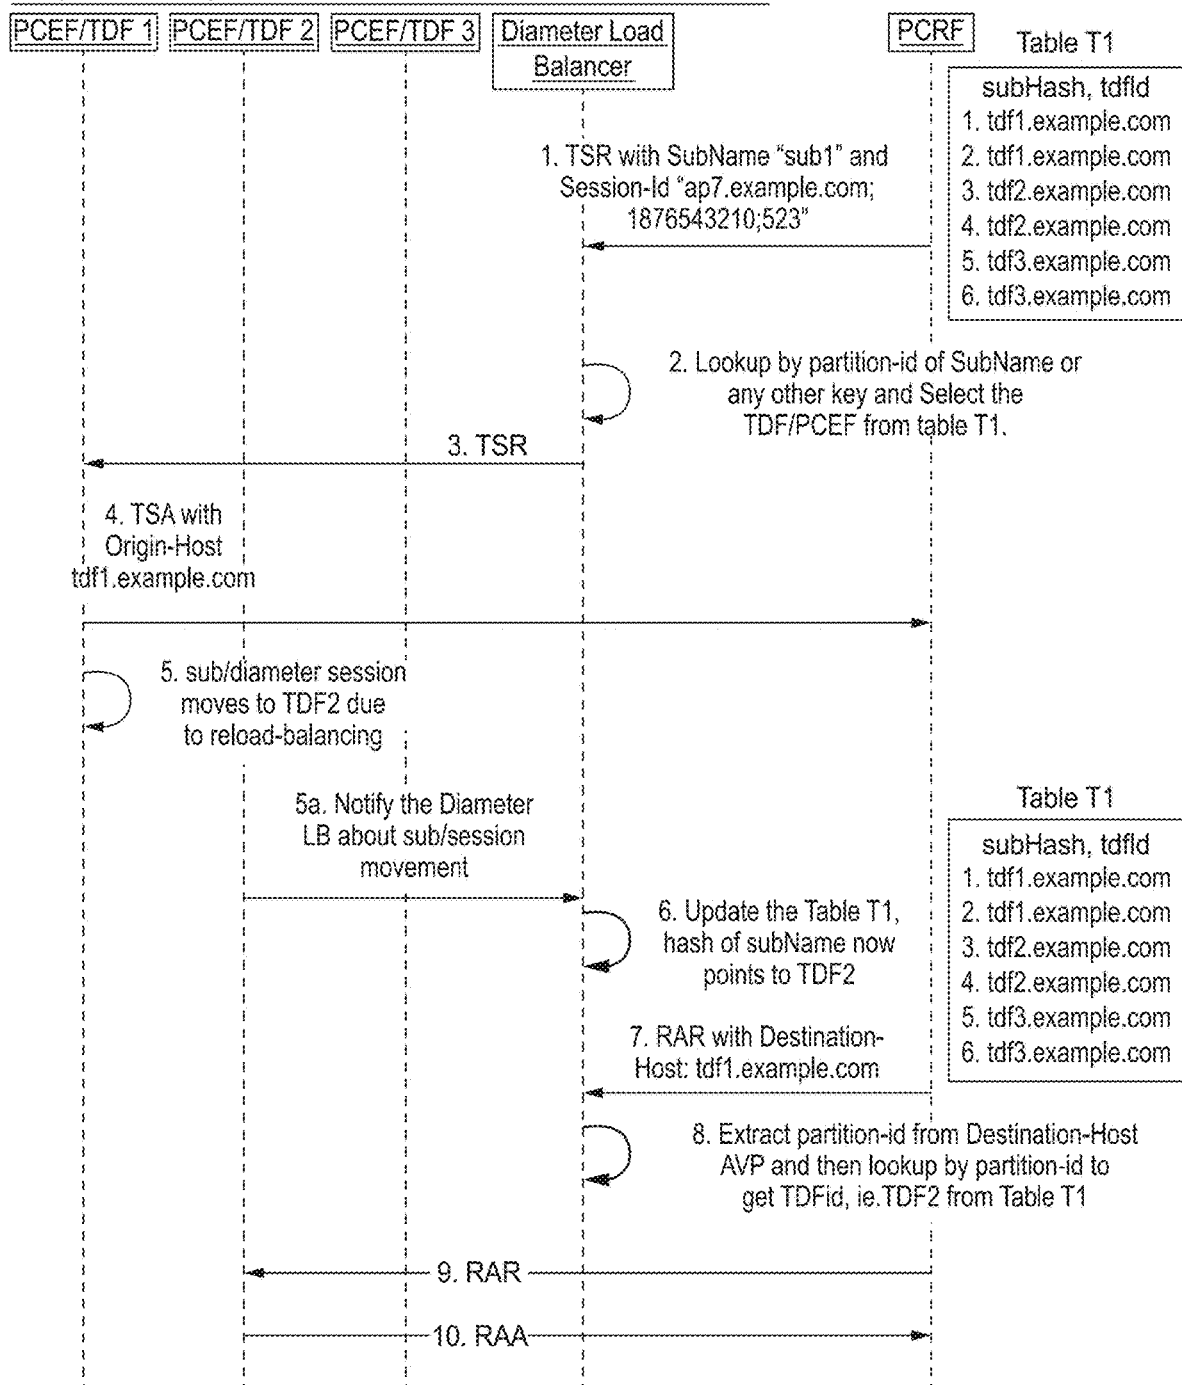 PCEF/TDF 1
PCEF/TDF 2
PCEF/TDF 3
Diameter Load
Balancer
PCRF
Table T1
subHash, tdfId
1. tdf1.example.com
2. tdf1.example.com
3. tdf2.example.com
4. tdf2.example.com
5. tdf3.example.com
6. tdf3.example.com
1. TSR with SubName “sub1” and
Session-Id “ap7.example.com;
1876543210;523”
2. Lookup by partition-id of SubName or
any other key and Select the
TDF/PCEF from table T1.
3. TSR
4. TSA with
Origin-Host
tdf1.example.com
5. sub/diameter session
moves to TDF2 due
to reload-balancing
5a. Notify the Diameter
LB about sub/session
movement
Table T1
subHash, tdfId
1. tdf1.example.com
2. tdf1.example.com
3. tdf2.example.com
4. tdf2.example.com
5. tdf3.example.com
6. tdf3.example.com
6. Update the Table T1,
hash of subName now
points to TDF2
7. RAR with Destination-
Host: tdf1.example.com
8. Extract partition-id from Destination-Host
AVP and then lookup by partition-id to
get TDFid, ie.TDF2 from Table T1
9. RAR
10. RAA